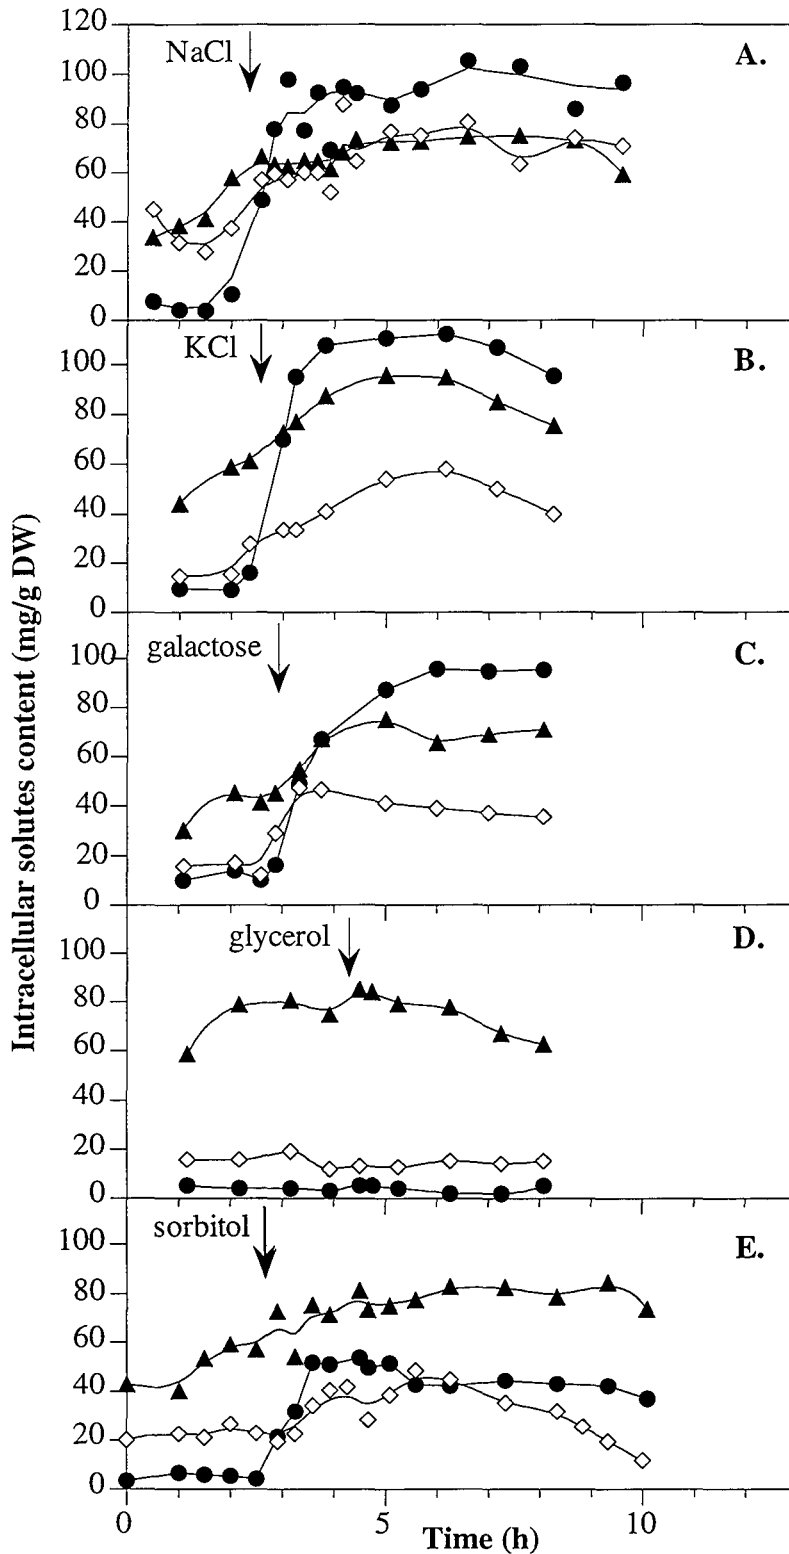 120
NaCl
A.
100
80
60
40
20
0
KCl
B.
100
80
60
40
20
0
galactose
C.
100
80
60
40
20
0
glycerol
D.
100
80
60
40
20
0
sorbitol
E.
100
80
60
40
20
0
0 5 10
Time (h)
Intracellular solutes content (mg/g DW)